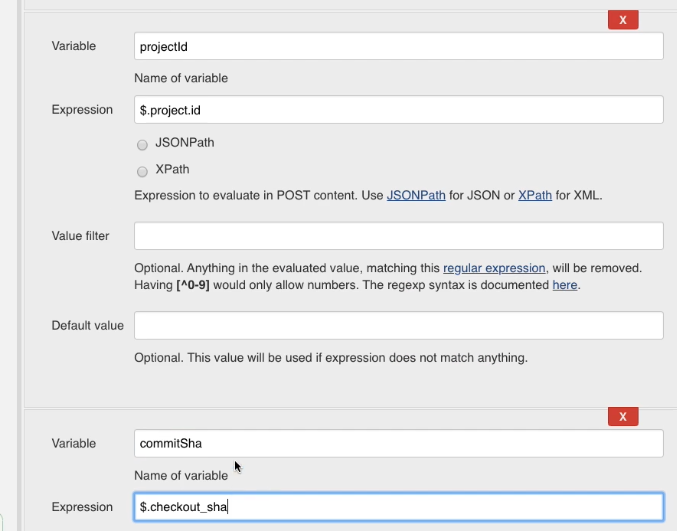 X
Variable projectId
Name of variable
Expression $.project.id
JSONPath
XPath
Expression to evaluate in POST content. Use JSONPath for JSON or XPath for XML.
Value filter
Optional. Anything in the evaluated value, matching this regular expression, will be removed.
Having [^0-9] would only allow numbers. The regexp syntax is documented here.
Default value
Optional. This value will be used if expression does not match anything.
X
Variable commitSha
Name of variable
Expression $.checkout_sha